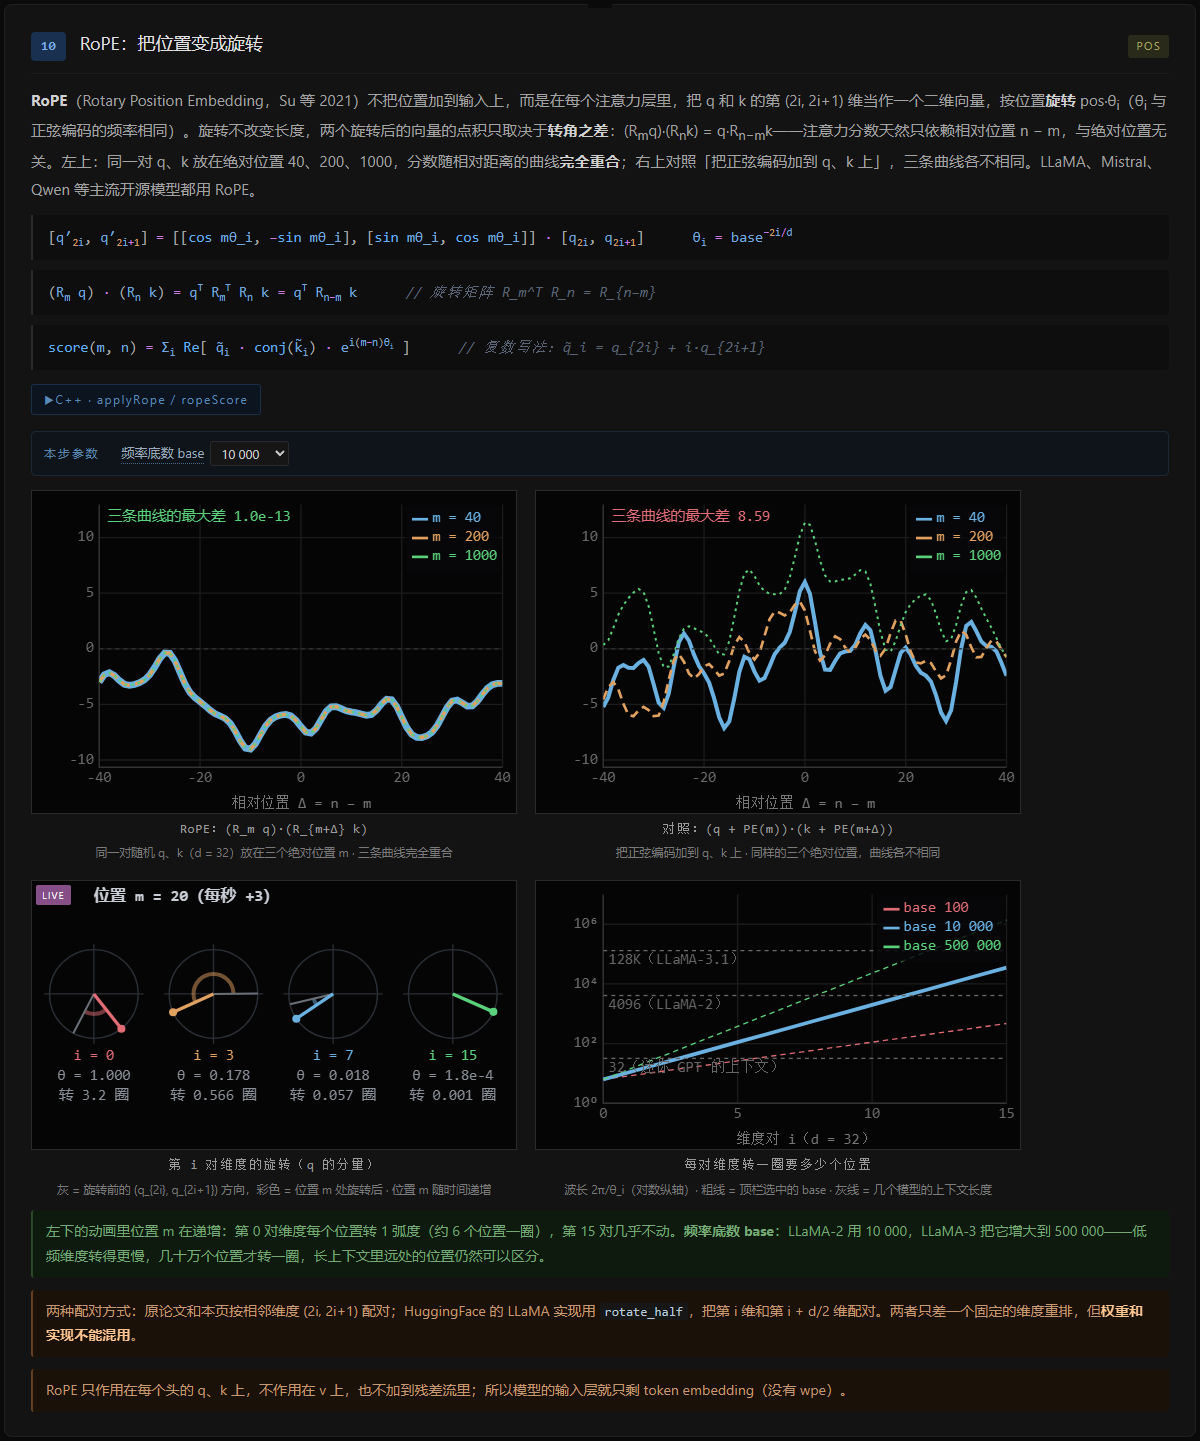 10 RoPE：把位置变成旋转 POS
RoPE（Rotary Position Embedding，Su 等 2021）不把位置加到输入上，而是在每个注意力层里，把 q 和 k 的第 (2i, 2i+1) 维当作一个二维向量，按位置旋转 pos·θi（θi 与
正弦编码的频率相同）。旋转不改变长度，两个旋转后的向量的点积只取决于转角之差：(Rmq)·(Rnk) = q·Rn−mk——注意力分数天然只依赖相对位置 n − m，与绝对位置无
关。左上：同一对 q、k 放在绝对位置 40、200、1000，分数随相对距离的曲线完全重合；右上对照「把正弦编码加到 q、k 上」，三条曲线各不相同。LLaMA、Mistral、
Qwen 等主流开源模型都用 RoPE。
[q′2i, q′2i+1] = [[cos mθ_i, −sin mθ_i], [sin mθ_i, cos mθ_i]] · [q2i, q2i+1] θi = base−2i/d
(Rm q) · (Rn k) = qT RmT Rn k = qT Rn−m k // 旋转矩阵 R_m^T R_n = R_{n−m}
score(m, n) = Σi Re[ q̃i · conj(k̃i) · ei(m−n)θi ] // 复数写法：q̃_i = q_{2i} + i·q_{2i+1}
▶C++ · applyRope / ropeScore
本步参数 频率底数 base 10 000
三条曲线的最大差 1.0e-13
m = 40
m = 200
m = 1000
10
5
0
-5
-10
-40 -20 0 20 40
相对位置 Δ = n − m
RoPE：(R_m q)·(R_{m+Δ} k)
同一对随机 q、k（d = 32）放在三个绝对位置 m · 三条曲线完全重合
三条曲线的最大差 8.59
m = 40
m = 200
m = 1000
10
5
0
-5
-10
-40 -20 0 20 40
相对位置 Δ = n − m
对照：(q + PE(m))·(k + PE(m+Δ))
把正弦编码加到 q、k 上 · 同样的三个绝对位置，曲线各不相同
LIVE 位置 m = 20（每秒 +3）
i = 0 i = 3 i = 7 i = 15
θ = 1.000 θ = 0.178 θ = 0.018 θ = 1.8e-4
转 3.2 圈 转 0.566 圈 转 0.057 圈 转 0.001 圈
第 i 对维度的旋转（q 的分量）
灰 = 旋转前的 (q_{2i}, q_{2i+1}) 方向，彩色 = 位置 m 处旋转后 · 位置 m 随时间递增
base 100
base 10 000
base 500 000
10⁶
128K（LLaMA-3.1）
10⁴
4096（LLaMA-2）
10²
32（ GPT 的上下文）
10⁰
0 5 10 15
维度对 i（d = 32）
每对维度转一圈要多少个位置
波长 2π/θ_i（对数纵轴）· 粗线 = 顶栏选中的 base · 灰线 = 几个模型的上下文长度
左下的动画里位置 m 在递增：第 0 对维度每个位置转 1 弧度（约 6 个位置一圈），第 15 对几乎不动。频率底数 base：LLaMA-2 用 10 000，LLaMA-3 把它增大到 500 000——低
频维度转得更慢，几十万个位置才转一圈，长上下文里远处的位置仍然可以区分。
两种配对方式：原论文和本页按相邻维度 (2i, 2i+1) 配对；HuggingFace 的 LLaMA 实现用 rotate_half，把第 i 维和第 i + d/2 维配对。两者只差一个固定的维度重排，但权重和
实现不能混用。
RoPE 只作用在每个头的 q、k 上，不作用在 v 上，也不加到残差流里；所以模型的输入层就只剩 token embedding（没有 wpe）。